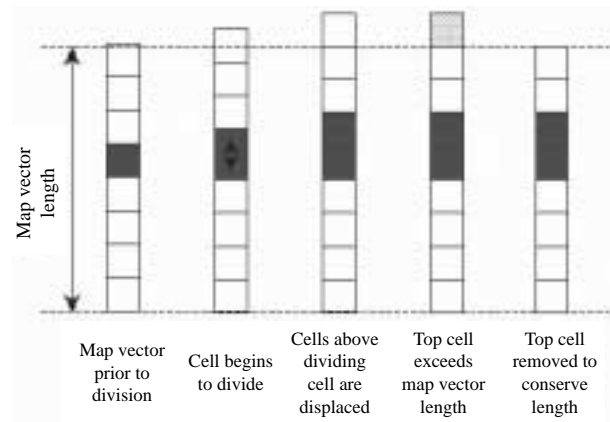 Map vector
length
Map vector
prior to
division
Cell begins
to divide
Cells above
dividing
cell are
displaced
Top cell
exceeds
map vector
length
Top cell
removed to
conserve
length